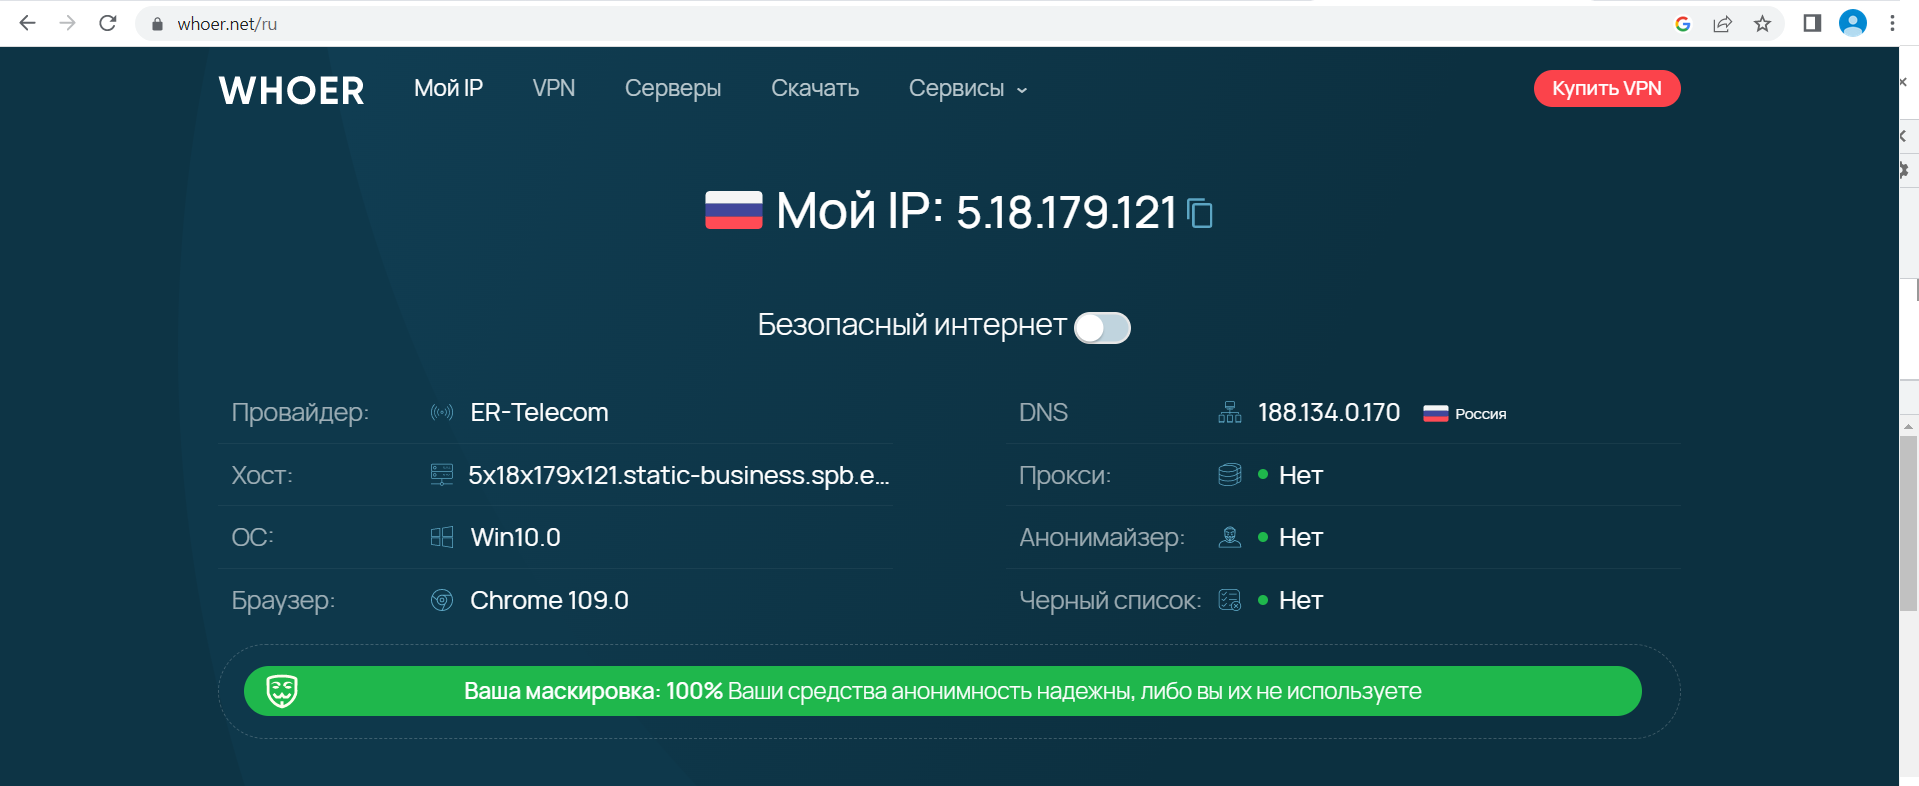 whoer.net/ru
WHOER Мой IP VPN Серверы Скачать Сервисы Купить VPN
Мой IP: 5.18.179.121
Безопасный интернет
Провайдер: ER-Telecom
Хост: 5x18x179x121.static-business.spb.e...
ОС: Win10.0
Браузер: Chrome 109.0
DNS 188.134.0.170 Россия
Прокси: Нет
Анонимайзер: Нет
Черный список: Нет
Ваша маскировка: 100% Ваши средства анонимность надежны, либо вы их не используете